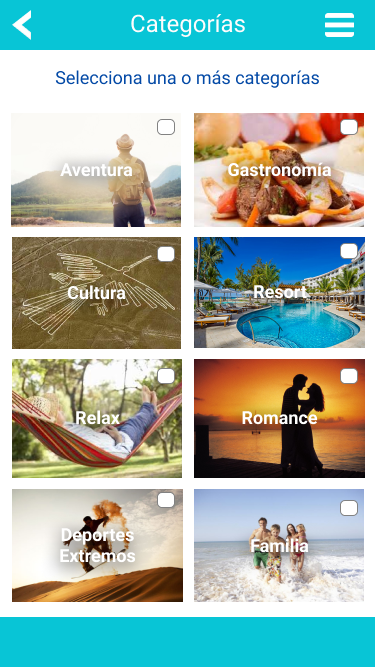 Categorías
Selecciona una o más categorías
Aventura
Gastronomía
Cultura
Resort
Relax
Romance
Deportes
Extremos
Familia